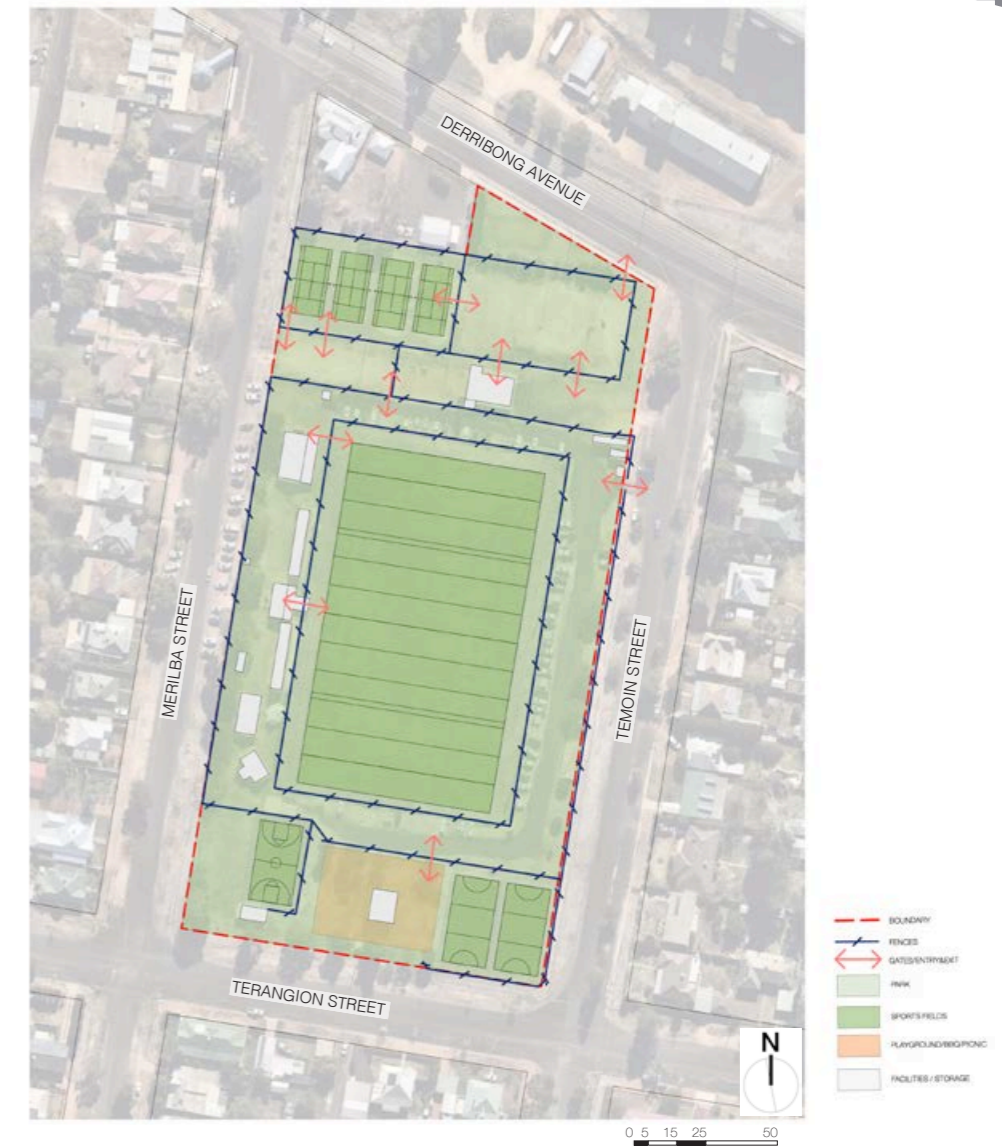 DERRIBONG AVENUE
MERILBA STREET
TEMOIN STREET
TERANGION STREET
BOUNDARY
FENCES
GATES/ENTRY&EXIT
PARK
SPORTS FIELDS
PLAYGROUND/BBQ/PICNIC
FACILITIES / STORAGE
N
0 5 15 25 50